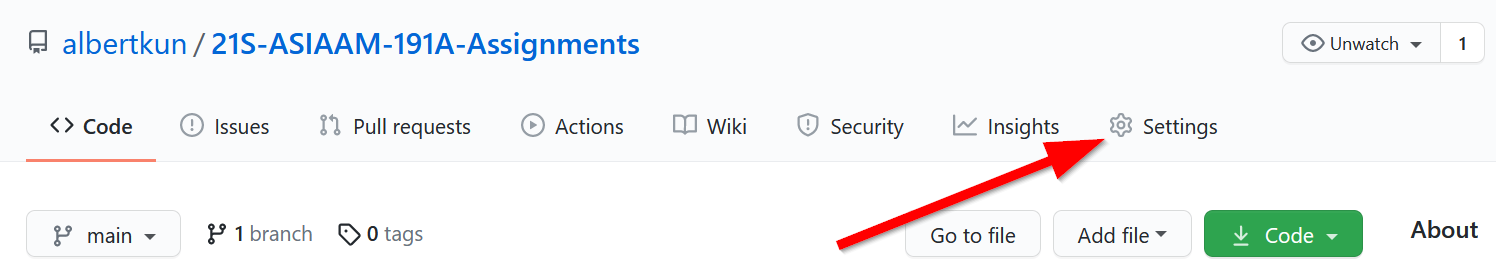 albertkun / 21S-ASIAAM-191A-Assignments Unwatch 1
Code Issues Pull requests Actions Wiki Security Insights Settings
main 1 branch 0 tags Go to file Add file Code About